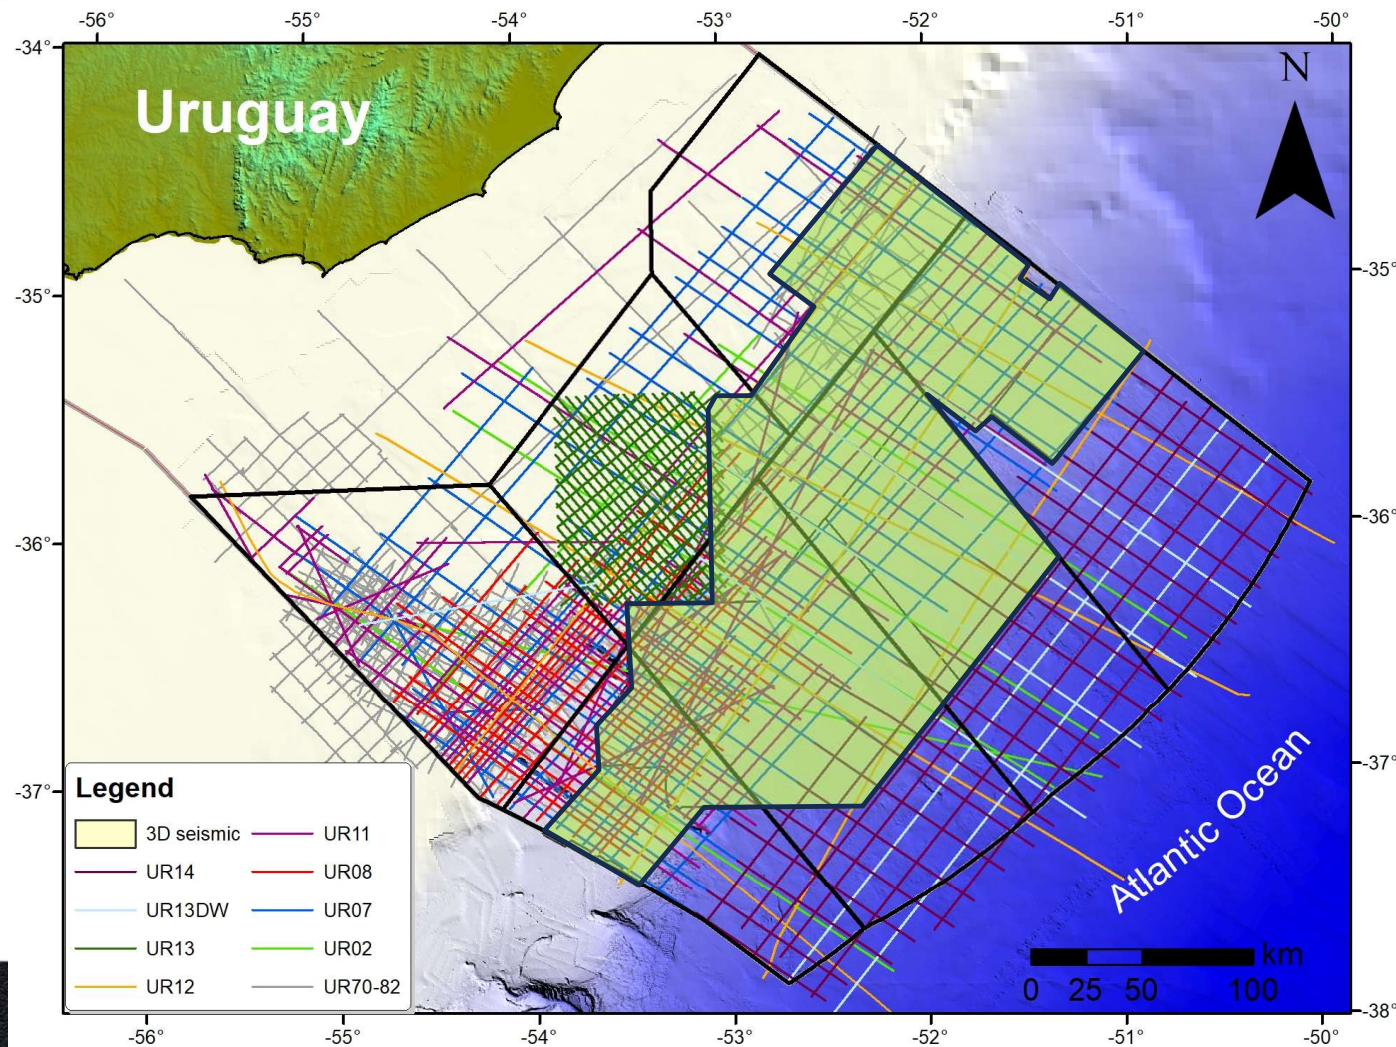 -56° -55° -54° -53° -52° -51° -50°
-34°
N
Uruguay
-35° -35°
-36° -36°
-37° -37°
Atlantic Ocean
Legend
3D seismic UR11
UR14 UR08
UR13DW UR07
UR13 UR02
UR12 UR70-82
km
0 25 50 100
-38°
-56° -55° -54° -53° -52° -51° -50°